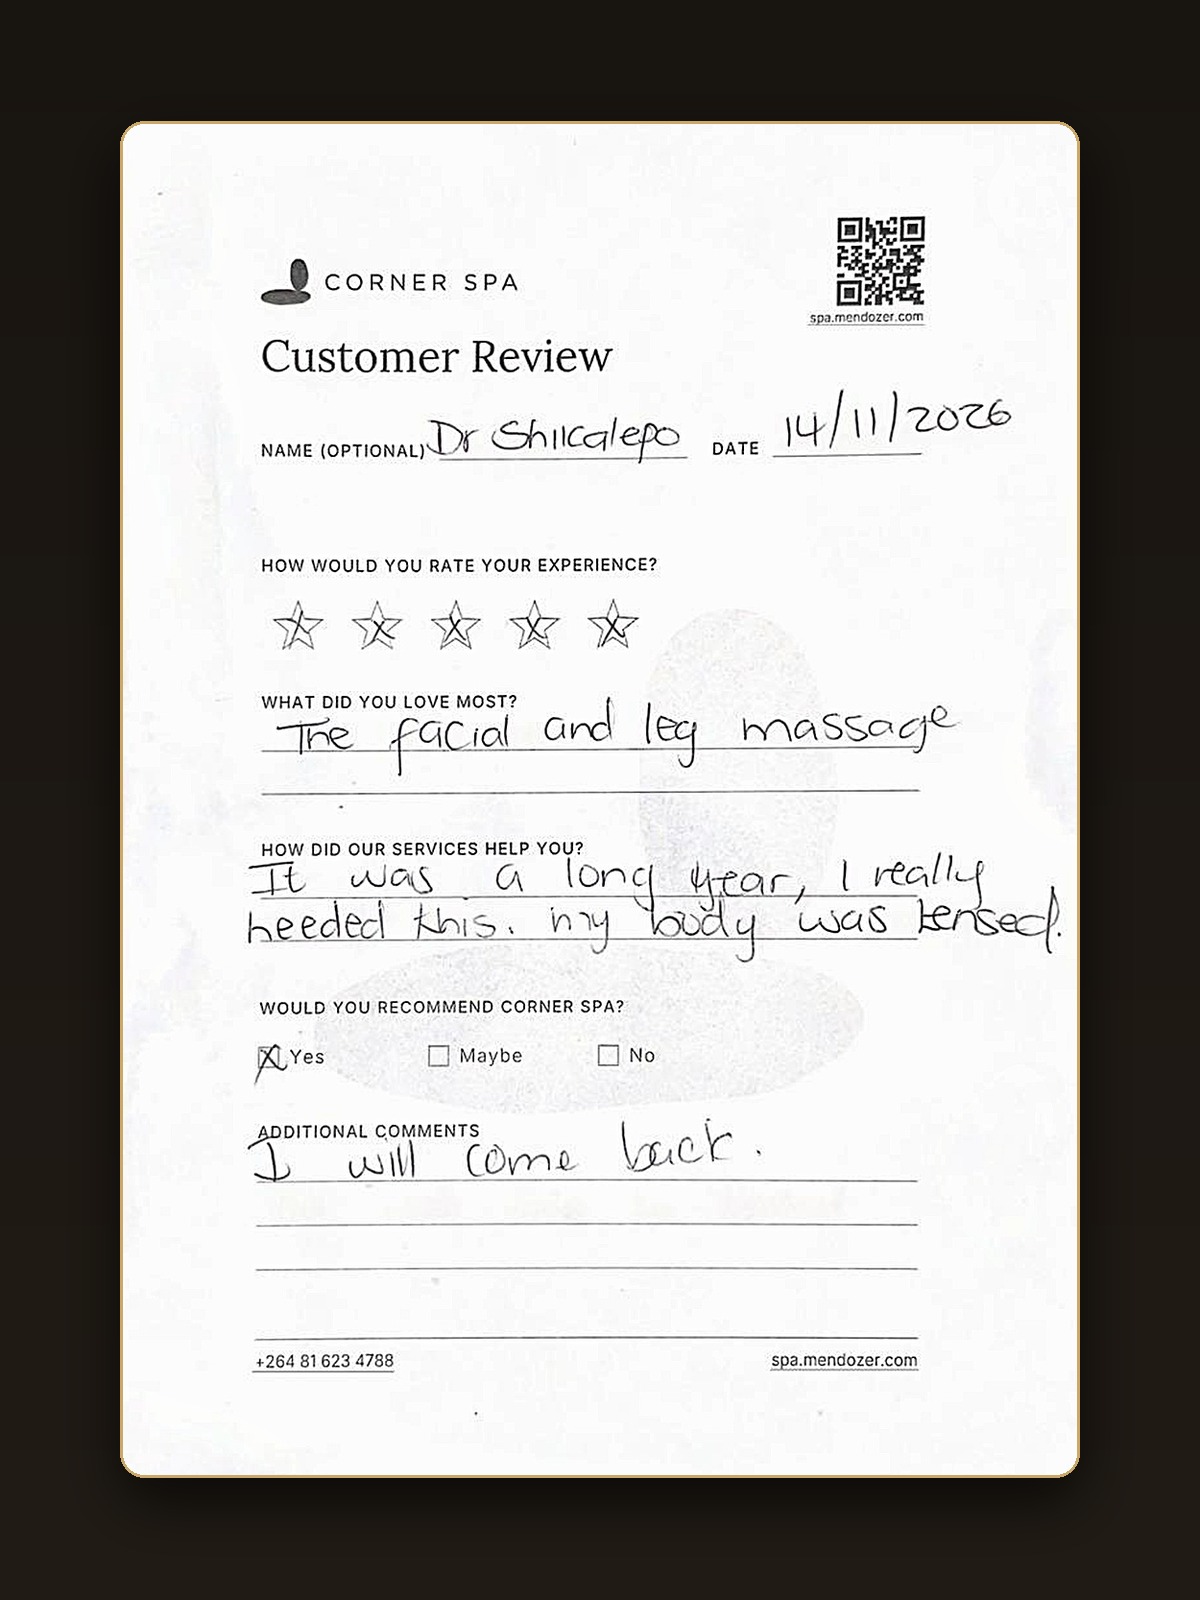 CORNER SPA
spa.mendozer.com
Customer Review
NAME (OPTIONAL) Dr Shikalepo DATE 14/11/2026
HOW WOULD YOU RATE YOUR EXPERIENCE?
WHAT DID YOU LOVE MOST?
The facial and leg massage
HOW DID OUR SERVICES HELP YOU?
It was a long year, I really
needed this. my body was tensed.
WOULD YOU RECOMMEND CORNER SPA?
X Yes Maybe No
ADDITIONAL COMMENTS
I will come back.
+264 81 623 4788 spa.mendozer.com